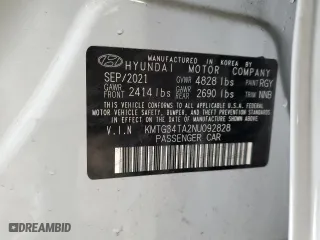 MANUFACTURED IN KOREA BY
HYUNDAI MOTOR COMPANY
SEP/2021 GVWR 4828 lbs PAINT RGY
GAWR FRONT 2414 lbs GAWR REAR 2690 lbs TRIM NNB
THIS VEHICLE CONFORMS TO ALL APPLICABLE
U.S. FEDERAL MOTOR VEHICLE SAFETY, BUMPER,
AND THEFT PREVENTION STANDARDS IN EFFECT ON
THE DATE OF MANUFACTURE SHOWN ABOVE.
V.I.N KMTG34TA2NU092828
PASSENGER CAR